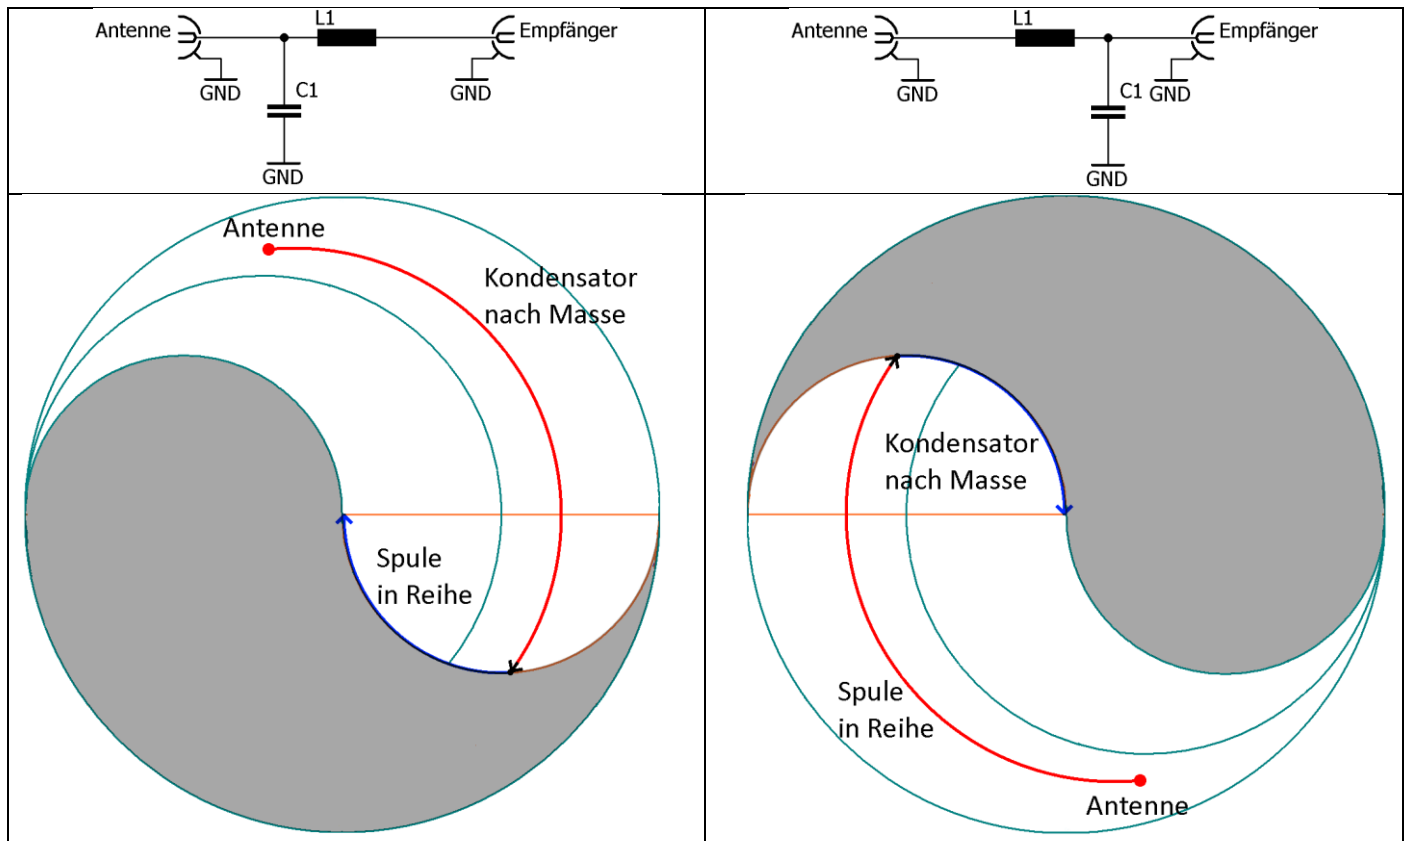 Antenne
L1
Empfänger
GND
C1
GND
GND
Antenne
L1
Empfänger
GND
C1
GND
GND
Antenne
Kondensator
nach Masse
Spule
in Reihe
Kondensator
nach Masse
Spule
in Reihe
Antenne